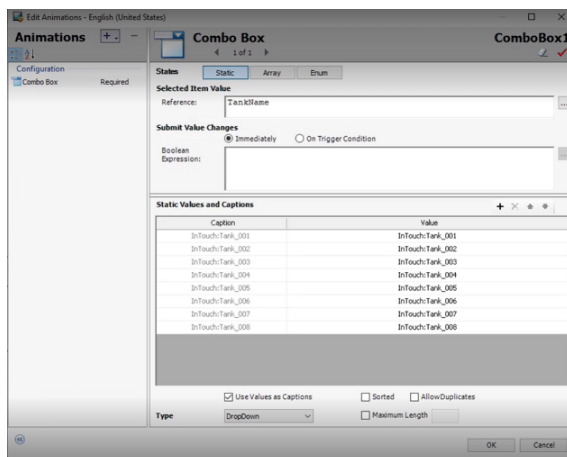 Edit Animations - English (United States)
Animations
Combo Box
ComboBox1
1 of 1
Configuration
Combo Box Required
States Static Array Enum
Selected Item Value
Reference: TankName
Submit Value Changes
Immediately On Trigger Condition
Boolean
Expression:
Static Values and Captions
Caption Value
InTouch:Tank_001 InTouch:Tank_001
InTouch:Tank_002 InTouch:Tank_002
InTouch:Tank_003 InTouch:Tank_003
InTouch:Tank_004 InTouch:Tank_004
InTouch:Tank_005 InTouch:Tank_005
InTouch:Tank_006 InTouch:Tank_006
InTouch:Tank_007 InTouch:Tank_007
InTouch:Tank_008 InTouch:Tank_008
Use Values as Captions Sorted AllowDuplicates
Type DropDown Maximum Length
OK Cancel